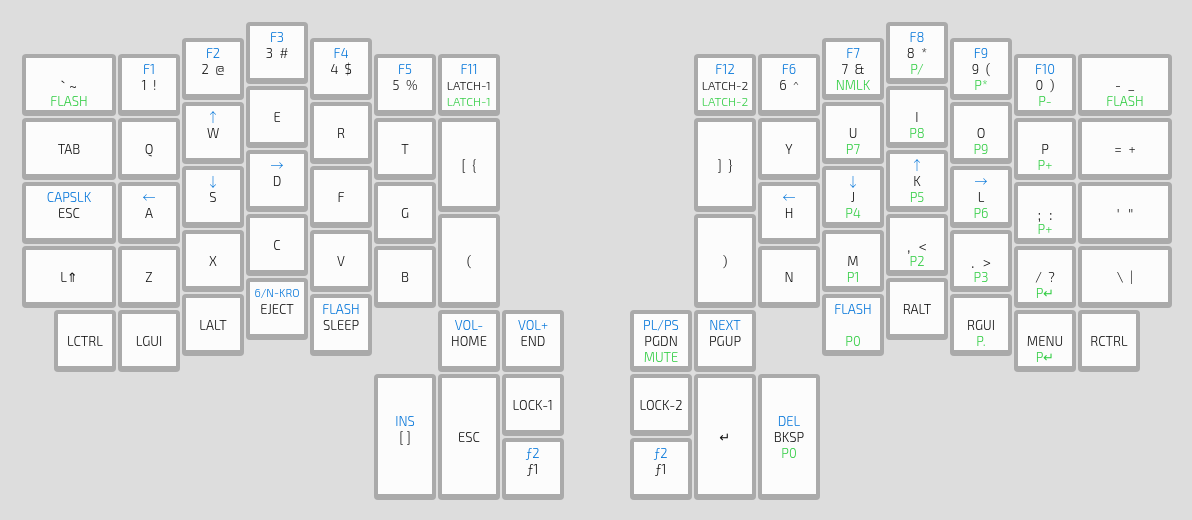 ` ~
FLASH
F1
1 !
F2
2 @
F3
3 #
F4
4 $
F5
5 %
F11
LATCH-1
LATCH-1
F12
LATCH-2
LATCH-2
F6
6 ^
F7
7 &
NMLK
F8
8 *
P/
F9
9 (
P*
F10
0 )
P-
- _
FLASH
TAB
Q
↑
W
E
R
T
[ {
] }
Y
U
P7
I
P8
O
P9
P
P+
= +
CAPSLK
ESC
←
A
↓
S
→
D
F
G
←
H
↓
J
P4
↑
K
P5
→
L
P6
; :
P+
' "
L⇑
Z
X
C
V
B
(
)
N
M
P1
, <
P2
. >
P3
/ ?
P↵
\ |
LCTRL
LGUI
LALT
6/N-KRO
EJECT
FLASH
SLEEP
VOL-
HOME
VOL+
END
PL/PS
PGDN
MUTE
NEXT
PGUP
FLASH
P0
RALT
RGUI
P.
MENU
P↵
RCTRL
INS
[ ]
ESC
LOCK-1
ƒ2
ƒ1
LOCK-2
ƒ2
ƒ1
↵
DEL
BKSP
P0